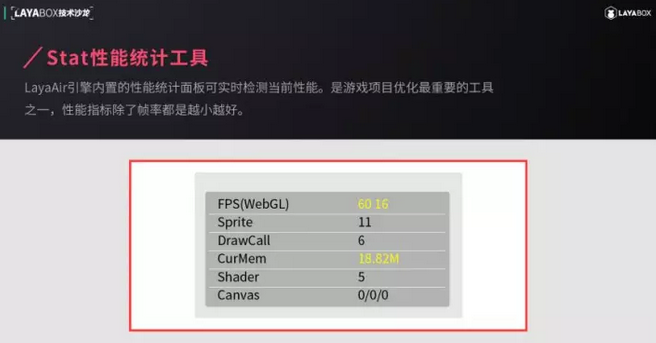 LAYABOX技术沙龙
LAYABOX
Stat性能统计工具
LayaAir引擎内置的性能统计面板可实时检测当前性能。是游戏项目优化最重要的工具
之一，性能指标除了帧率都是越小越好。
FPS(WebGL) 60 16
Sprite 11
DrawCall 6
CurMem 18.82M
Shader 5
Canvas 0/0/0